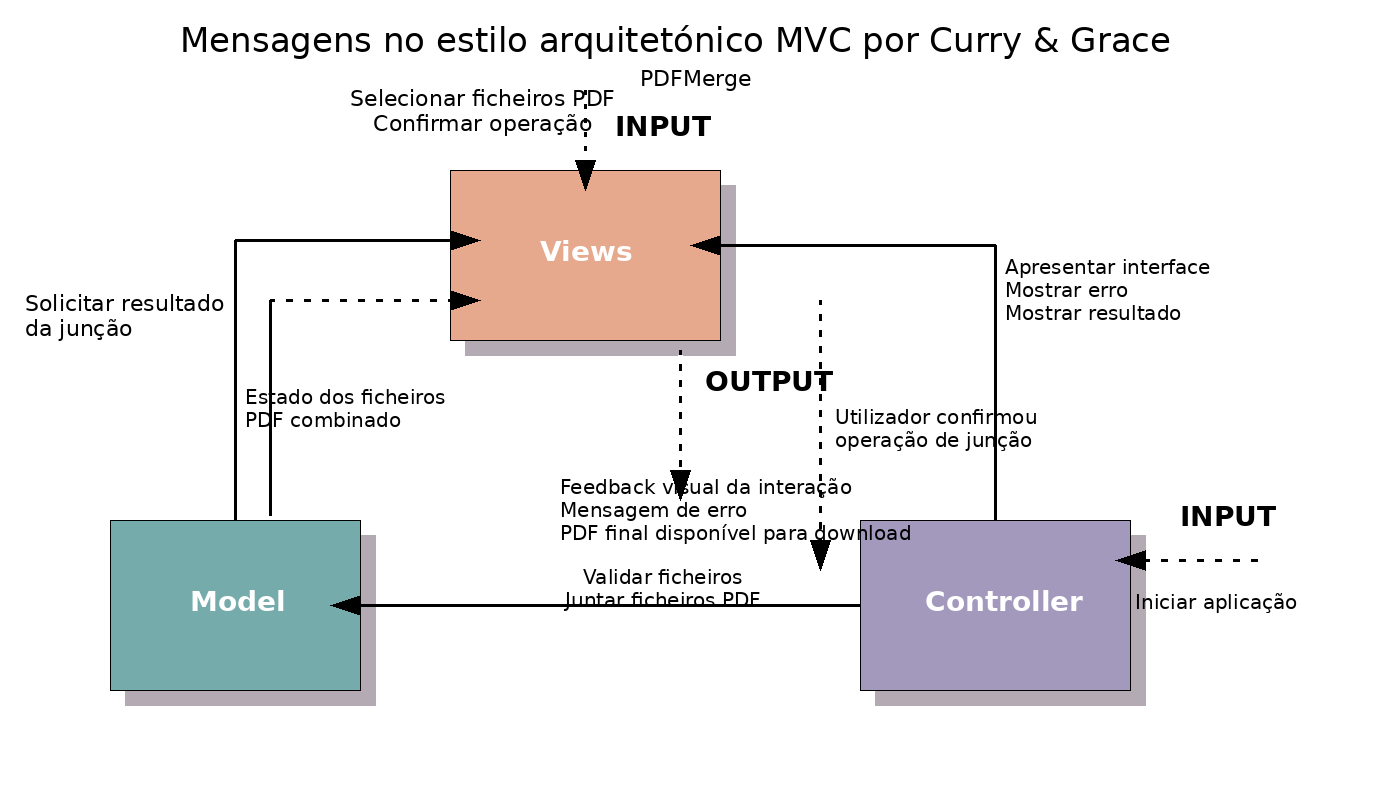 Mensagens no estilo arquitetónico MVC por Curry & Grace
PDFMerge
Selecionar ficheiros PDF
Confirmar operação
INPUT
Views
Solicitar resultado
da junção
Apresentar interface
Mostrar erro
Mostrar resultado
Estado dos ficheiros
PDF combinado
OUTPUT
Utilizador confirmou
operação de junção
Feedback visual da interação
Mensagem de erro
PDF final disponível para download
INPUT
Validar ficheiros
Juntar ficheiros PDF
Model
Controller
Iniciar aplicação